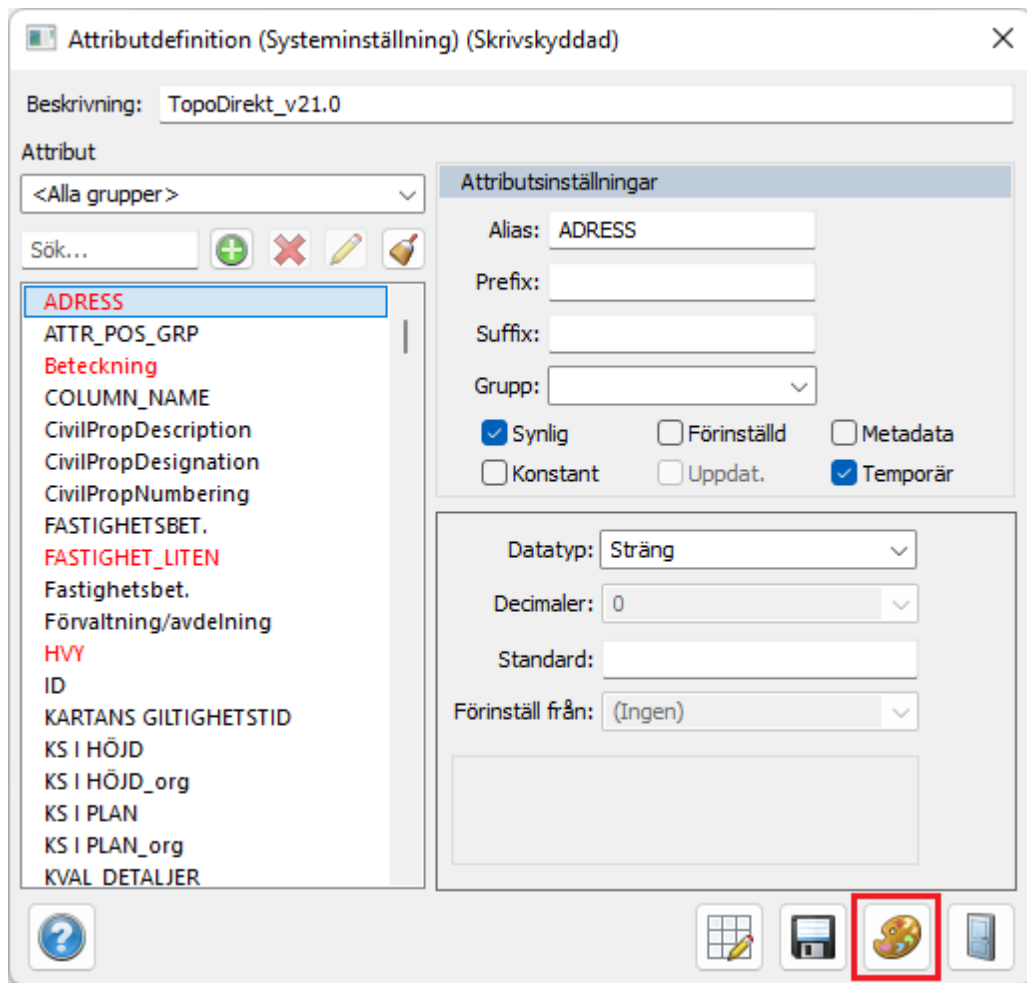 Attributdefinition (Systeminställning) (Skrivskyddad)
Beskrivning: TopoDirekt_v21.0
Attribut
<Alla grupper>
Sök...
ADRESS
ATTR_POS_GRP
Beteckning
COLUMN_NAME
CivilPropDescription
CivilPropDesignation
CivilPropNumbering
FASTIGHETSBET.
FASTIGHET_LITEN
Fastighetsbet.
Förvaltning/avdelning
HVY
ID
KARTANS GILTIGHETSTID
KS I HÖJD
KS I HÖJD_org
KS I PLAN
KS I PLAN_org
KVAL_DETALJER
Attributsinställningar
Alias: ADRESS
Prefix:
Suffix:
Grupp:
Synlig Förinställd Metadata
Konstant Uppdat. Temporär
Datatyp: Sträng
Decimaler: 0
Standard:
Förinställ från: (Ingen)